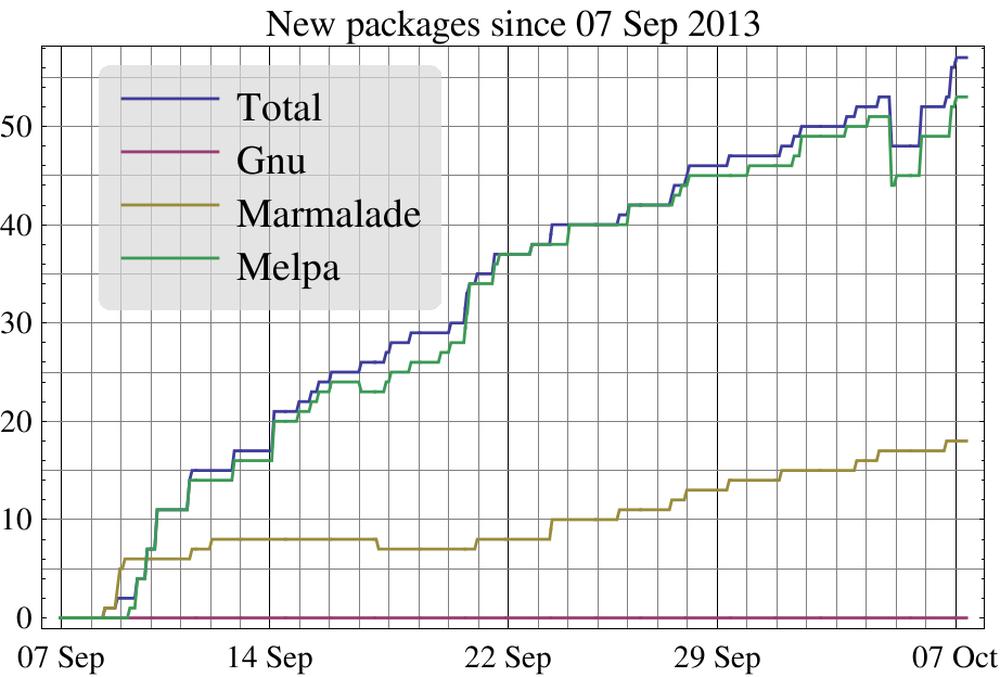 New packages since 07 Sep 2013
Total
Gnu
Marmalade
Melpa
50
40
30
20
10
0
07 Sep 14 Sep 22 Sep 29 Sep 07 Oct